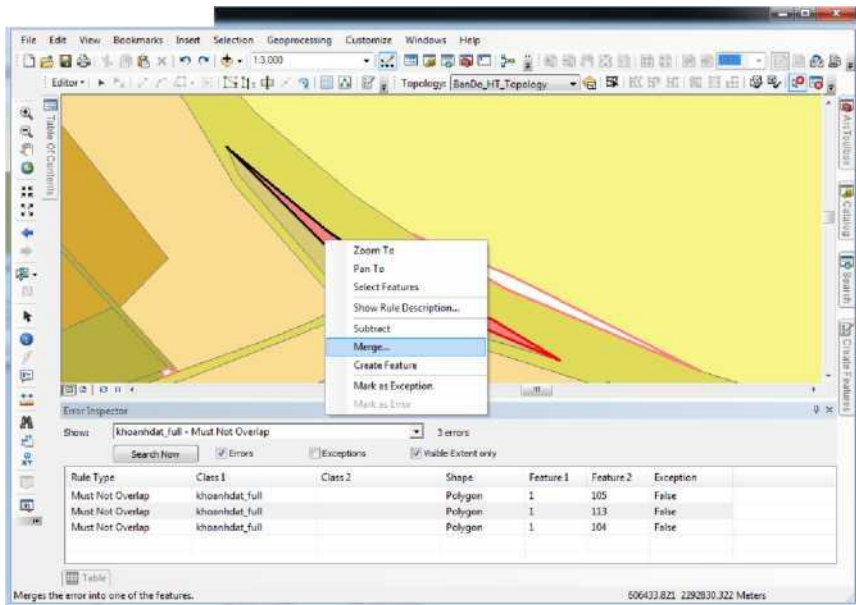 File Edit View Bookmarks Insert Selection Geoprocessing Customize Windows Help
1:3,000
Editor Topology: BanDo_HT_Topology
Table Of Contents
ArcToolbox
Catalog
Search
Create Features
Zoom To
Pan To
Select Features
Show Rule Description...
Subtract
Merge...
Create Feature
Mark as Exception
Mark as Error
Error Inspector
Show: khoanhdat_full - Must Not Overlap 3 errors
Search Now Errors Exceptions Visible Extent only
Rule Type Class 1 Class 2 Shape Feature 1 Feature 2 Exception
Must Not Overlap khoanhdat_full Polygon 1 105 False
Must Not Overlap khoanhdat_full Polygon 1 113 False
Must Not Overlap khoanhdat_full Polygon 1 104 False
Table
Merges the error into one of the features. 606433.821 2292830.322 Meters